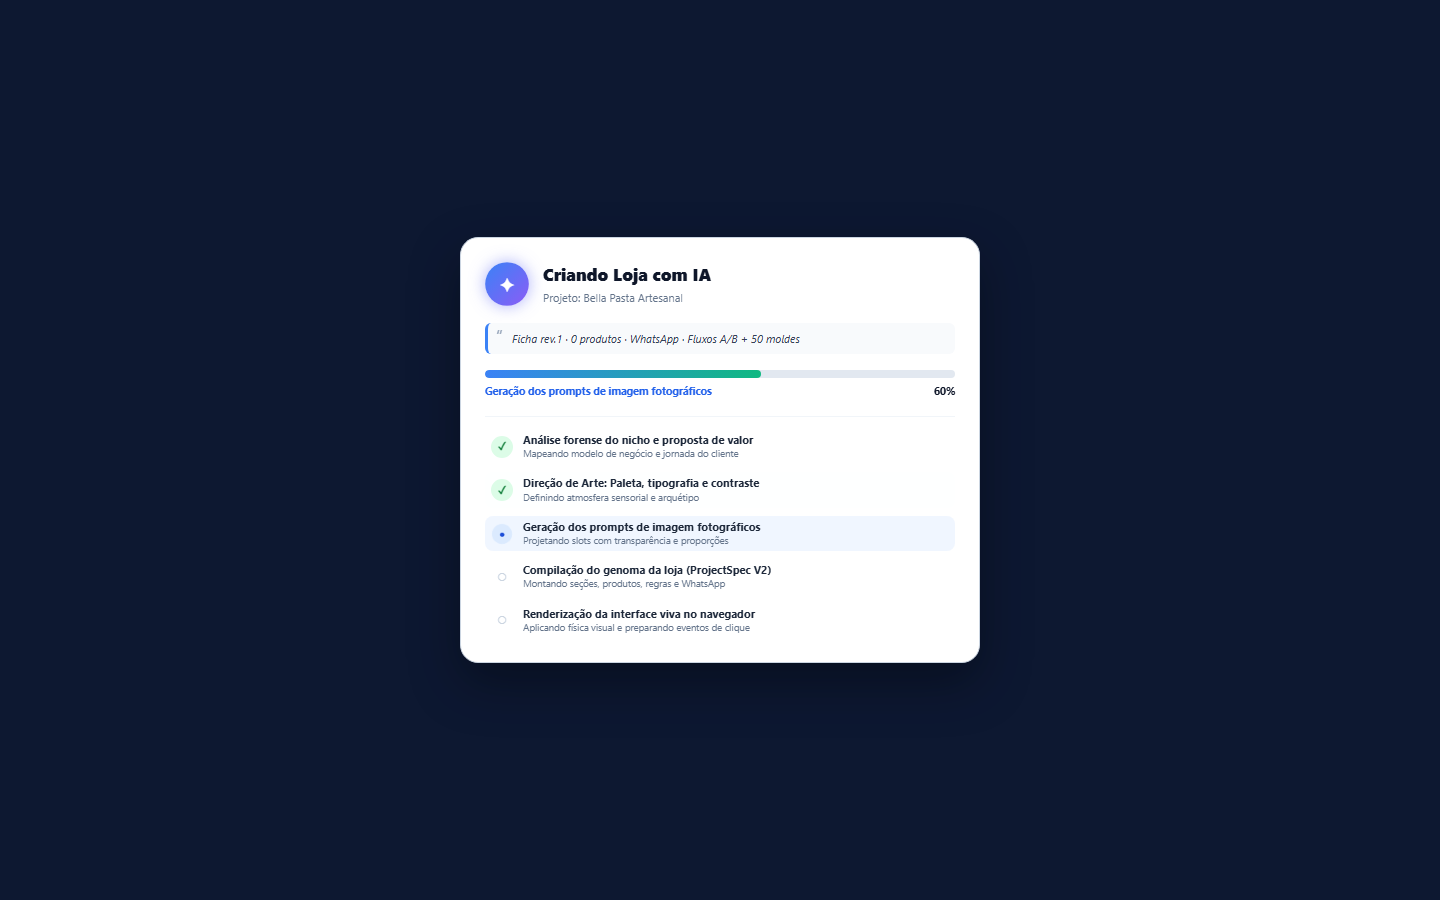 Criando Loja com IA
Projeto: Bella Pasta Artesanal
" Ficha rev.1 · 0 produtos · WhatsApp · Fluxos A/B + 50 moldes
Geração dos prompts de imagem fotográficos 60%
Análise forense do nicho e proposta de valor
Mapeando modelo de negócio e jornada do cliente
Direção de Arte: Paleta, tipografia e contraste
Definindo atmosfera sensorial e arquétipo
Geração dos prompts de imagem fotográficos
Projetando slots com transparência e proporções
Compilação do genoma da loja (ProjectSpec V2)
Montando seções, produtos, regras e WhatsApp
Renderização da interface viva no navegador
Aplicando física visual e preparando eventos de clique